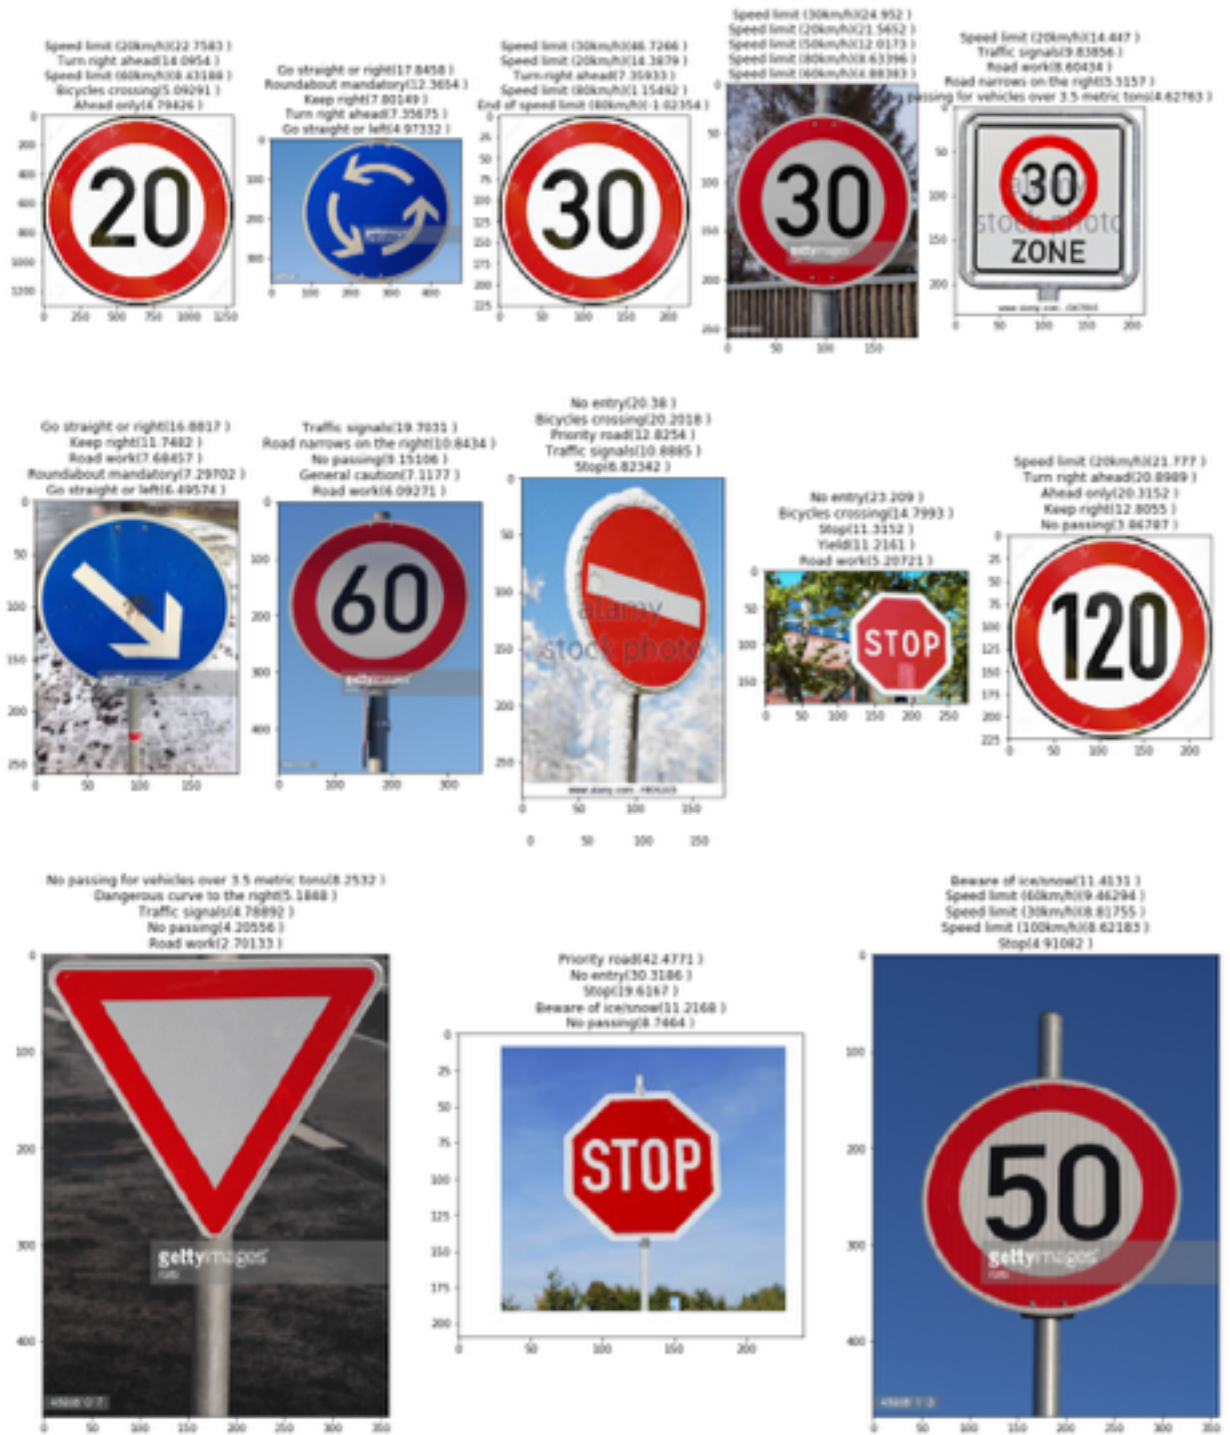 Speed limit (20km/h)(22.7583 )
Turn right ahead(14.0954 )
Speed limit (60km/h)(8.43188 )
Bicycles crossing(5.09291 )
Ahead only(4.79426 )
20
Go straight or right(17.8458 )
Roundabout mandatory(12.3654 )
Keep right(7.80149 )
Turn right ahead(7.35675 )
Go straight or left(4.97332 )
Speed limit (30km/h)(46.7266 )
Speed limit (20km/h)(14.3879 )
Turn right ahead(7.35933 )
Speed limit (80km/h)(1.15492 )
End of speed limit (80km/h)(-1.02354 )
30
Speed limit (30km/h)(24.952 )
Speed limit (20km/h)(21.5652 )
Speed limit (50km/h)(12.0173 )
Speed limit (80km/h)(8.63396 )
Speed limit (60km/h)(4.88383 )
30
gettyimages
Speed limit (20km/h)(14.447 )
Traffic signals(9.83856 )
Road work(8.60434 )
Road narrows on the right(5.3157 )
passing for vehicles over 3.5 metric tons(4.62763 )
30
ZONE
alamy
stock photo
Go straight or right(16.8817 )
Keep right(11.7482 )
Road work(7.68457 )
Roundabout mandatory(7.29702 )
Go straight or left(6.49574 )
Traffic signals(19.7031 )
Road narrows on the right(10.8434 )
No passing(9.15106 )
General caution(7.1177 )
Road work(6.09271 )
60
No entry(20.38 )
Bicycles crossing(20.2018 )
Priority road(12.8254 )
Traffic signals(10.8885 )
Stop(6.82342 )
alamy
stock photo
No entry(23.209 )
Bicycles crossing(14.7993 )
Stop(11.3152 )
Yield(11.2161 )
Road work(5.20721 )
STOP
Speed limit (20km/h)(21.777 )
Turn right ahead(20.8989 )
Ahead only(20.3152 )
Keep right(12.8055 )
No passing(3.86787 )
120
No passing for vehicles over 3.5 metric tons(8.2532 )
Dangerous curve to the right(5.1868 )
Traffic signals(4.78892 )
No passing(4.20556 )
Road work(2.70133 )
gettyimages
Priority road(42.4771 )
No entry(30.3186 )
Stop(19.6167 )
Beware of ice/snow(11.2168 )
No passing(8.7464 )
STOP
Beware of ice/snow(11.4131 )
Speed limit (60km/h)(9.46294 )
Speed limit (30km/h)(8.81755 )
Speed limit (100km/h)(8.62183 )
Stop(4.91082 )
50
gettyimages